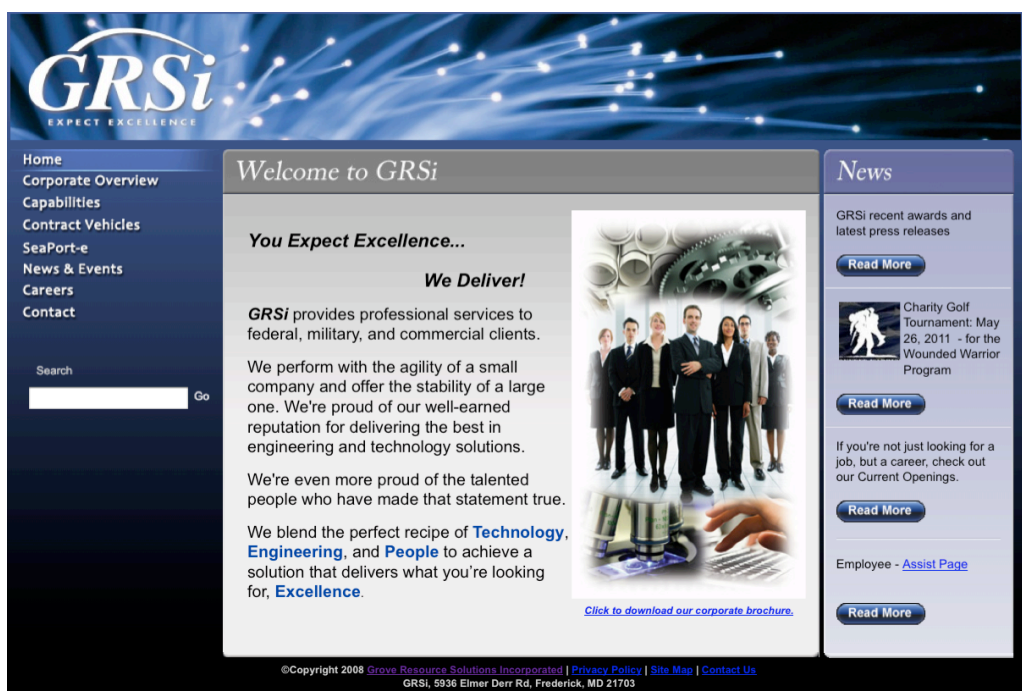 GRSi
EXPECT EXCELLENCE
Home
Corporate Overview
Capabilities
Contract Vehicles
SeaPort-e
News & Events
Careers
Contact
Search
Go
Welcome to GRSi
You Expect Excellence...
We Deliver!
GRSi provides professional services to
federal, military, and commercial clients.
We perform with the agility of a small
company and offer the stability of a large
one. We're proud of our well-earned
reputation for delivering the best in
engineering and technology solutions.
We're even more proud of the talented
people who have made that statement true.
We blend the perfect recipe of Technology,
Engineering, and People to achieve a
solution that delivers what you’re looking
for, Excellence.
Click to download our corporate brochure.
News
GRSi recent awards and
latest press releases
Read More
Charity Golf
Tournament: May
26, 2011 - for the
Wounded Warrior
Program
Read More
If you're not just looking for a
job, but a career, check out
our Current Openings.
Read More
Employee - Assist Page
Read More
©Copyright 2008 Grove Resource Solutions Incorporated | Privacy Policy | Site Map | Contact Us
GRSi, 5936 Elmer Derr Rd, Frederick, MD 21703